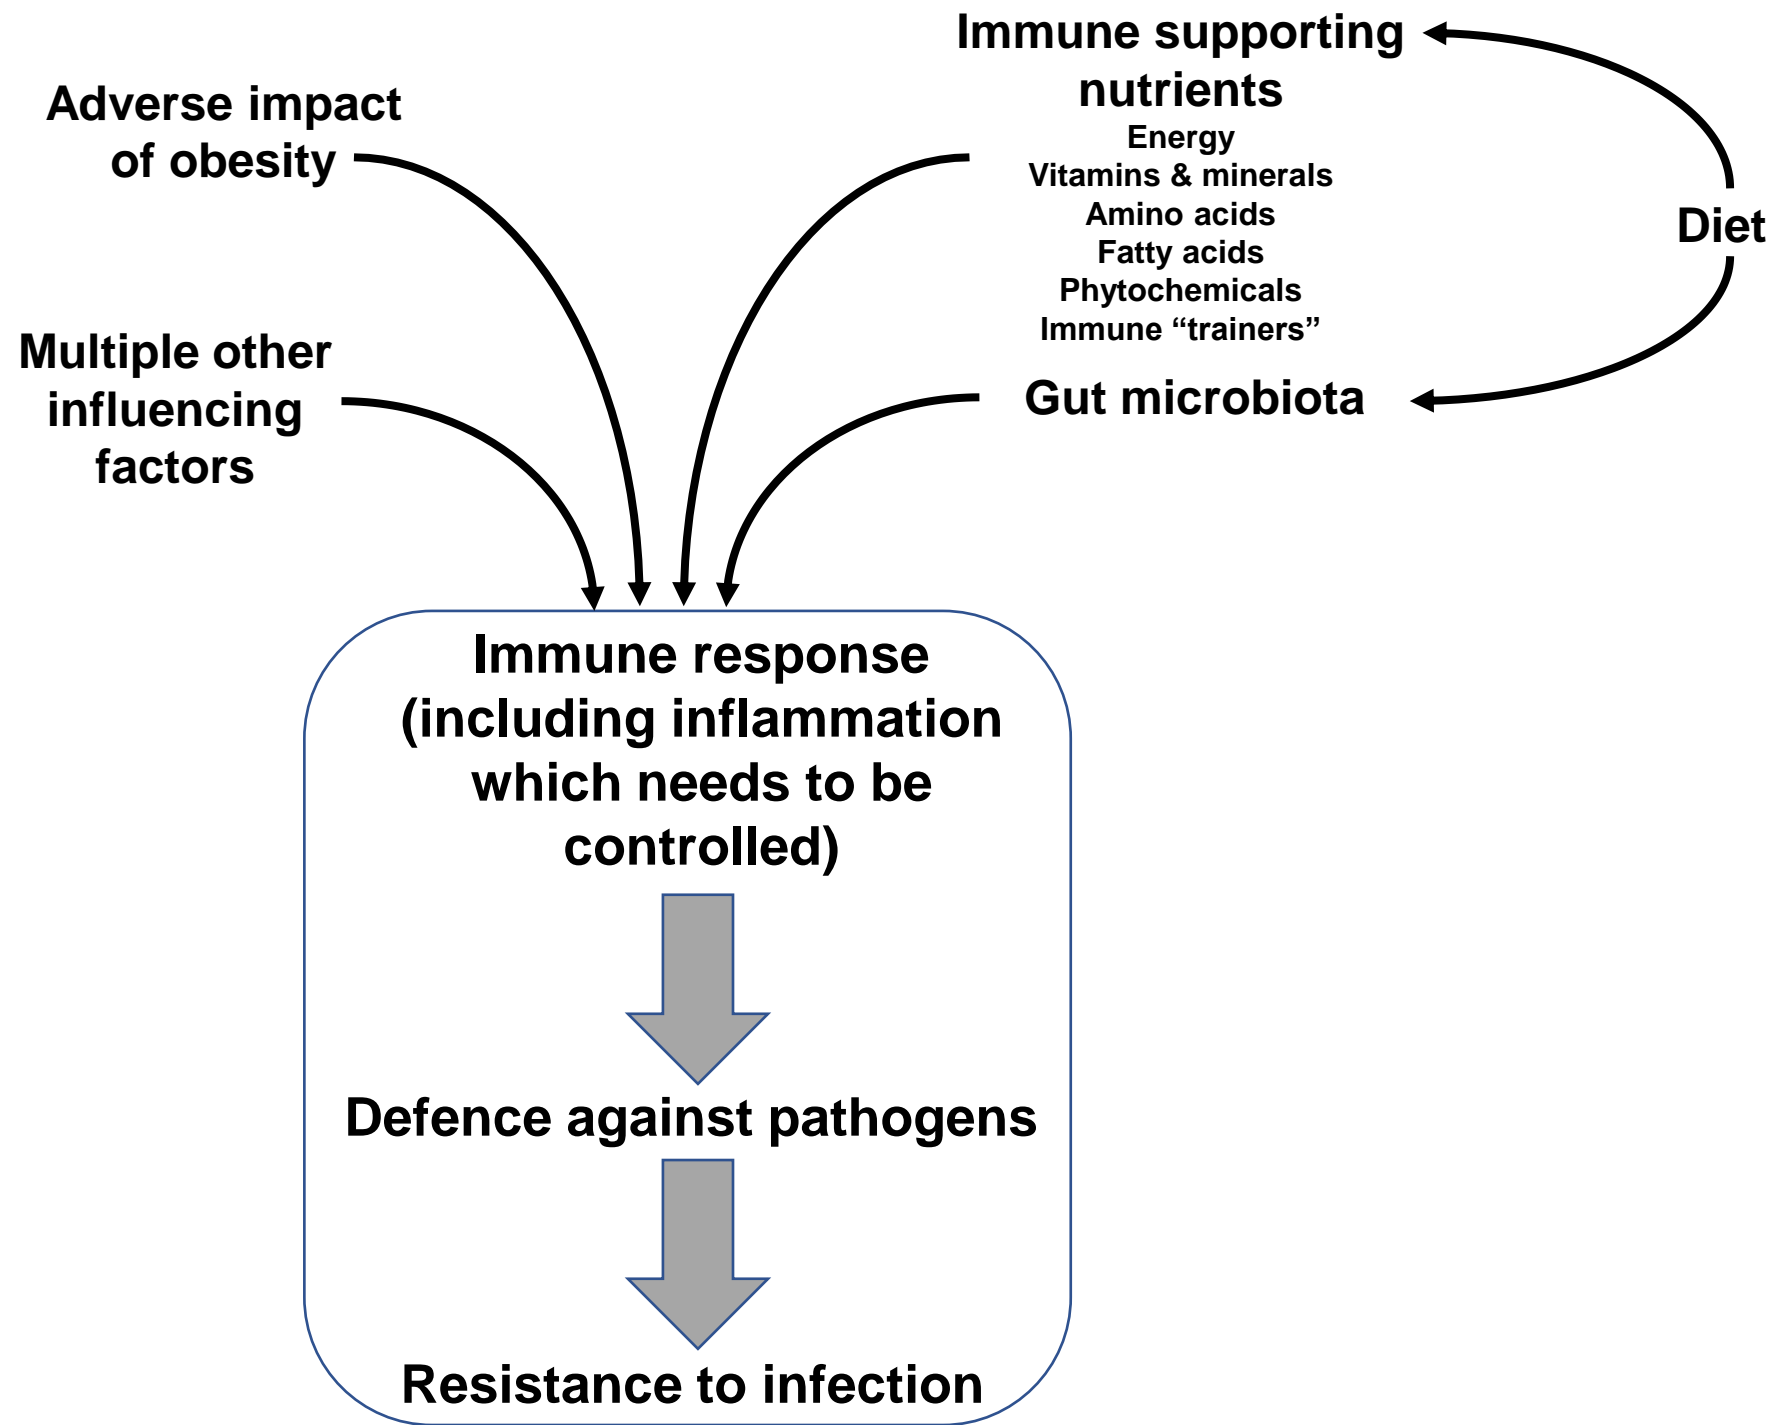 Immune supporting
nutrients
Energy
Vitamins & minerals
Amino acids
Fatty acids
Phytochemicals
Immune “trainers”
Adverse impact
of obesity
Diet
Multiple other
influencing
factors
Gut microbiota
Immune response
(including inflammation
which needs to be
controlled)
Defence against pathogens
Resistance to infection